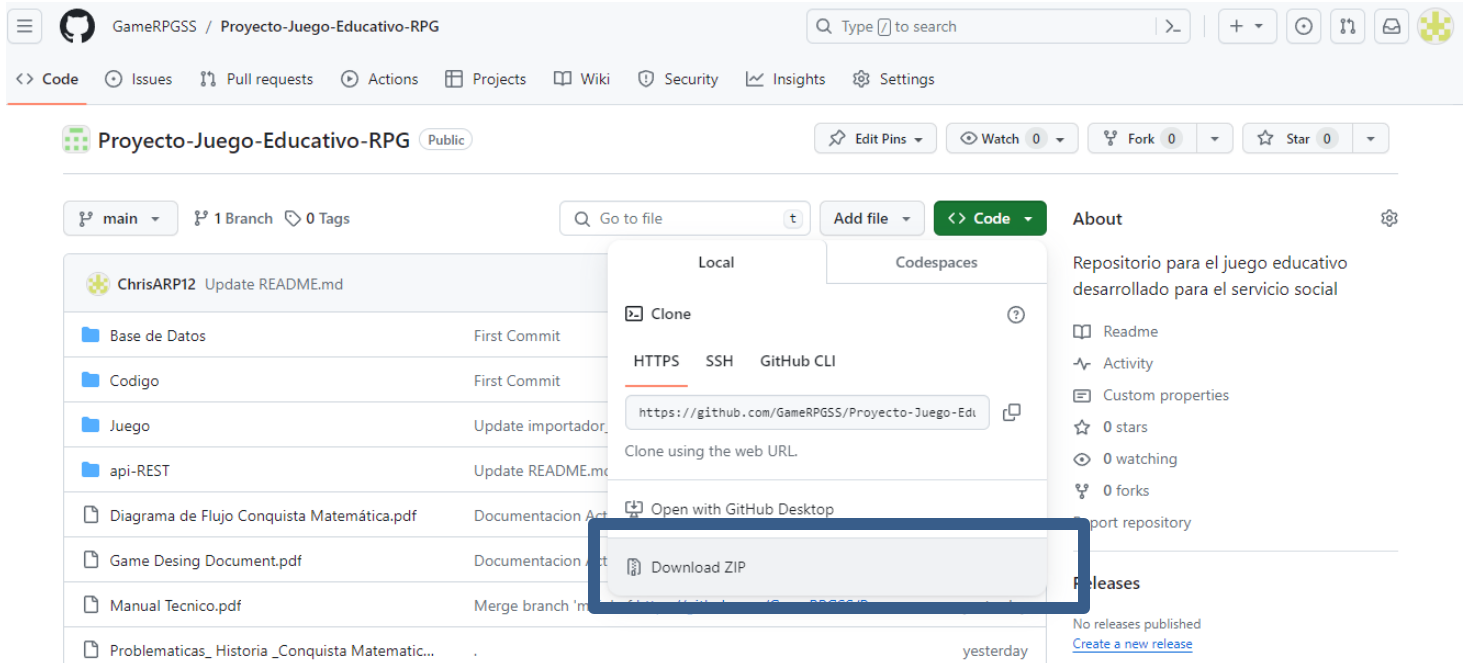 GameRPGSS / Proyecto-Juego-Educativo-RPG
Type / to search
Code Issues Pull requests Actions Projects Wiki Security Insights Settings
Proyecto-Juego-Educativo-RPG Public
Edit Pins Watch 0 Fork 0 Star 0
main 1 Branch 0 Tags
Go to file t Add file Code
ChrisARP12 Update README.md
Base de Datos First Commit
Codigo First Commit
Juego Update importador_
api-REST Update
Diagrama de Flujo Conquista Matemática.pdf Documentacion
Game Desing Document.pdf Documentacion
Manual Tecnico.pdf Merge branch
Problematicas_ Historia _Conquista Matematic... . yesterday
Local Codespaces
Clone
HTTPS SSH GitHub CLI
https://github.com/GameRPGSS/Proyecto-Juego-Edu
Clone using the web URL.
Open with GitHub Desktop
Download ZIP
About
Repositorio para el juego educativo
desarrollado para el servicio social
Readme
Activity
Custom properties
0 stars
0 watching
0 forks
repository
Releases
No releases published
Create a new release